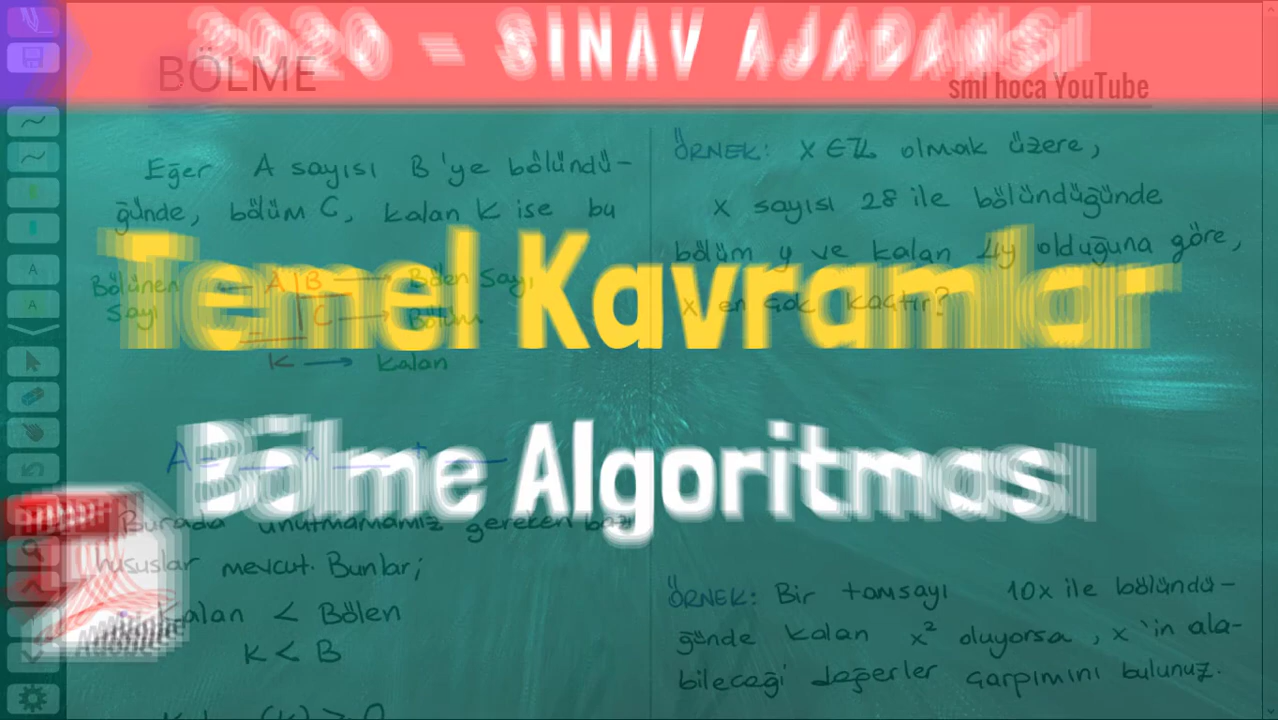 2020 - SINAV AJADANSI
BÖLME
sml hoca YouTube
Temel Kavramlar
Bölme Algoritması
Eğer A sayısı B'ye bölündü-
ğünde, bölüm C, kalan K ise bu
Bölünen Sayı
A B
Bölen Sayı
C
Bölüm
K
Kalan
A =
x
+
Burada unutmamamız gereken bazı
hususlar mevcut. Bunlar;
Kalan < Bölen
K < B
ÖRNEK: x ∈ ℤ olmak üzere,
x sayısı 28 ile bölündüğünde
bölüm y ve kalan 4y olduğuna göre,
x en çok kaçtır?
ÖRNEK: Bir tamsayı 10x ile bölündü-
ğünde kalan x² oluyorsa, x'in ala-
bileceği değerler çarpımını bulunuz.
Adobe